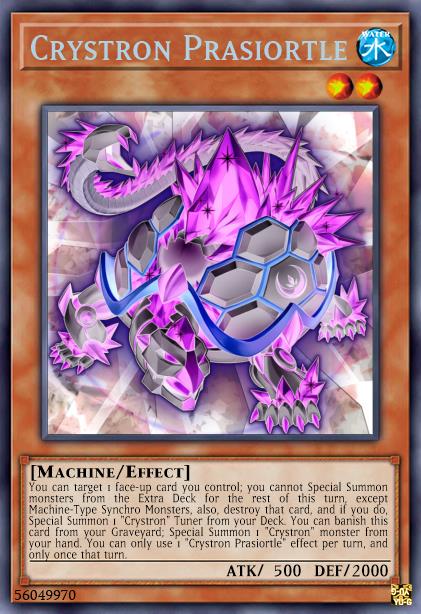 CRYSTRON PRASIORTLE
WATER
水
[MACHINE/EFFECT]
You can target 1 face-up card you control; you cannot Special Summon
monsters from the Extra Deck for the rest of this turn, except
Machine-Type Synchro Monsters, also, destroy that card, and if you do,
Special Summon 1 "Crystron" Tuner from your Deck. You can banish this
card from your Graveyard; Special Summon 1 "Crystron" monster from
your hand. You can only use 1 "Crystron Prasiortle" effect per turn, and
only once that turn.
ATK/ 500 DEF/2000
56049970